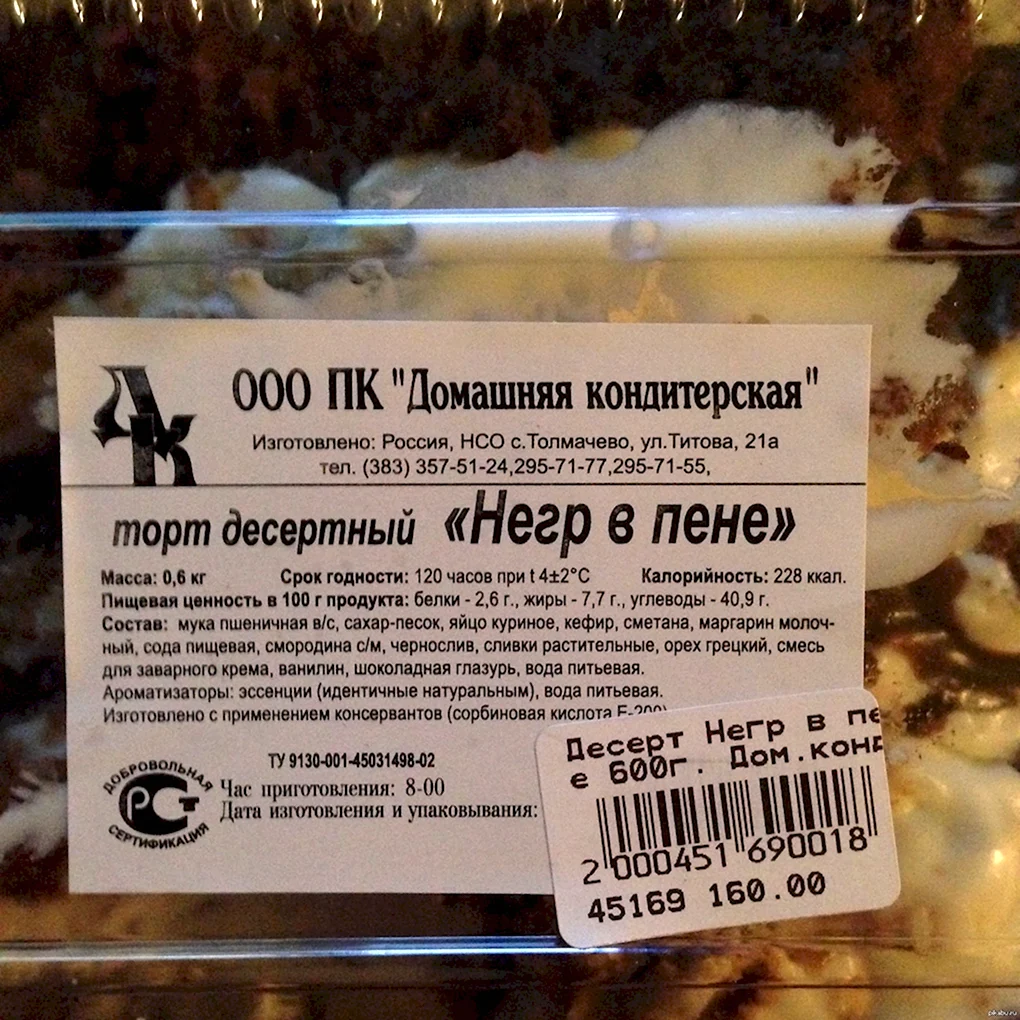 ДК
ООО ПК "Домашняя кондитерская"
Изготовлено: Россия, НСО с.Толмачево, ул.Титова, 21а
тел. (383) 357-51-24,295-71-77,295-71-55,
торт десертный «Негр в пене»
Масса: 0,6 кг Срок годности: 120 часов при t 4±2°С Калорийность: 228 ккал.
Пищевая ценность в 100 г продукта: белки - 2,6 г., жиры - 7,7 г., углеводы - 40,9 г.
Состав: мука пшеничная в/с, сахар-песок, яйцо куриное, кефир, сметана, маргарин молоч-
ный, сода пищевая, смородина с/м, чернослив, сливки растительные, орех грецкий, смесь
для заварного крема, ванилин, шоколадная глазурь, вода питьевая.
Ароматизаторы: эссенции (идентичные натуральным), вода питьевая.
Изготовлено с применением консервантов (сорбиновая кислота Е-200)
ТУ 9130-001-45031498-02
ДОБРОВОЛЬНАЯ
РСТ
СЕРТИФИКАЦИЯ
Час приготовления: 8-00
Дата изготовления и упаковывания:
Десерт Негр в пе
е 600г. Дом.конд
2 000451 690018
45169 160.00
pikabu.ru